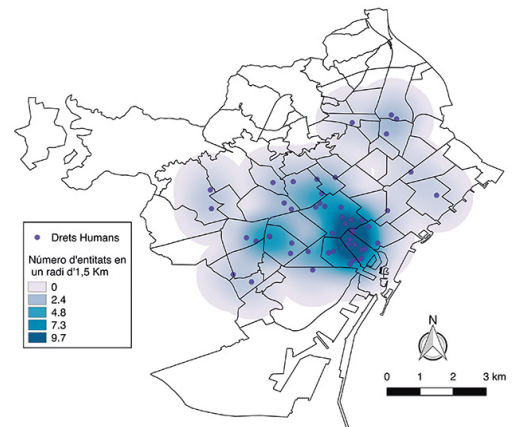 Drets Humans
Número d'entitats en
un radi d'1,5 Km
0
2.4
4.8
7.3
9.7
N
0 1 2 3 km